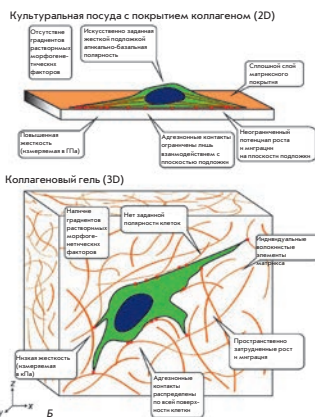 Культуральная посуда с покрытием коллагеном (2D)
Отсутствие
градиентов
растворимых
морфогене-
тических
факторов
Искусственно заданная
жесткой подложкой
апикально-базальная
полярность
Сплошной слой
матриксного
покрытия
Повышенная
жесткость
(измеряемая в ГПа)
Адгезионные контакты
ограничены лишь
взаимодействием с
плоскостью подложки
Неограниченный
потенциал роста
и миграции
на плоскости подложки
Коллагеновый гель (3D)
Наличие
градиентов
растворимых
морфоге-
нетических
факторов
Нет заданной
полярности клеток
Индивидуальные
волокнистые
элементы
матрикса
Низкая жесткость
(измеряемая
в кПа)
Адгезионные
контакты
распределены
по всей поверх-
ности клетки
Пространственно
затрудненные рост
и миграция
z
x
y
Б